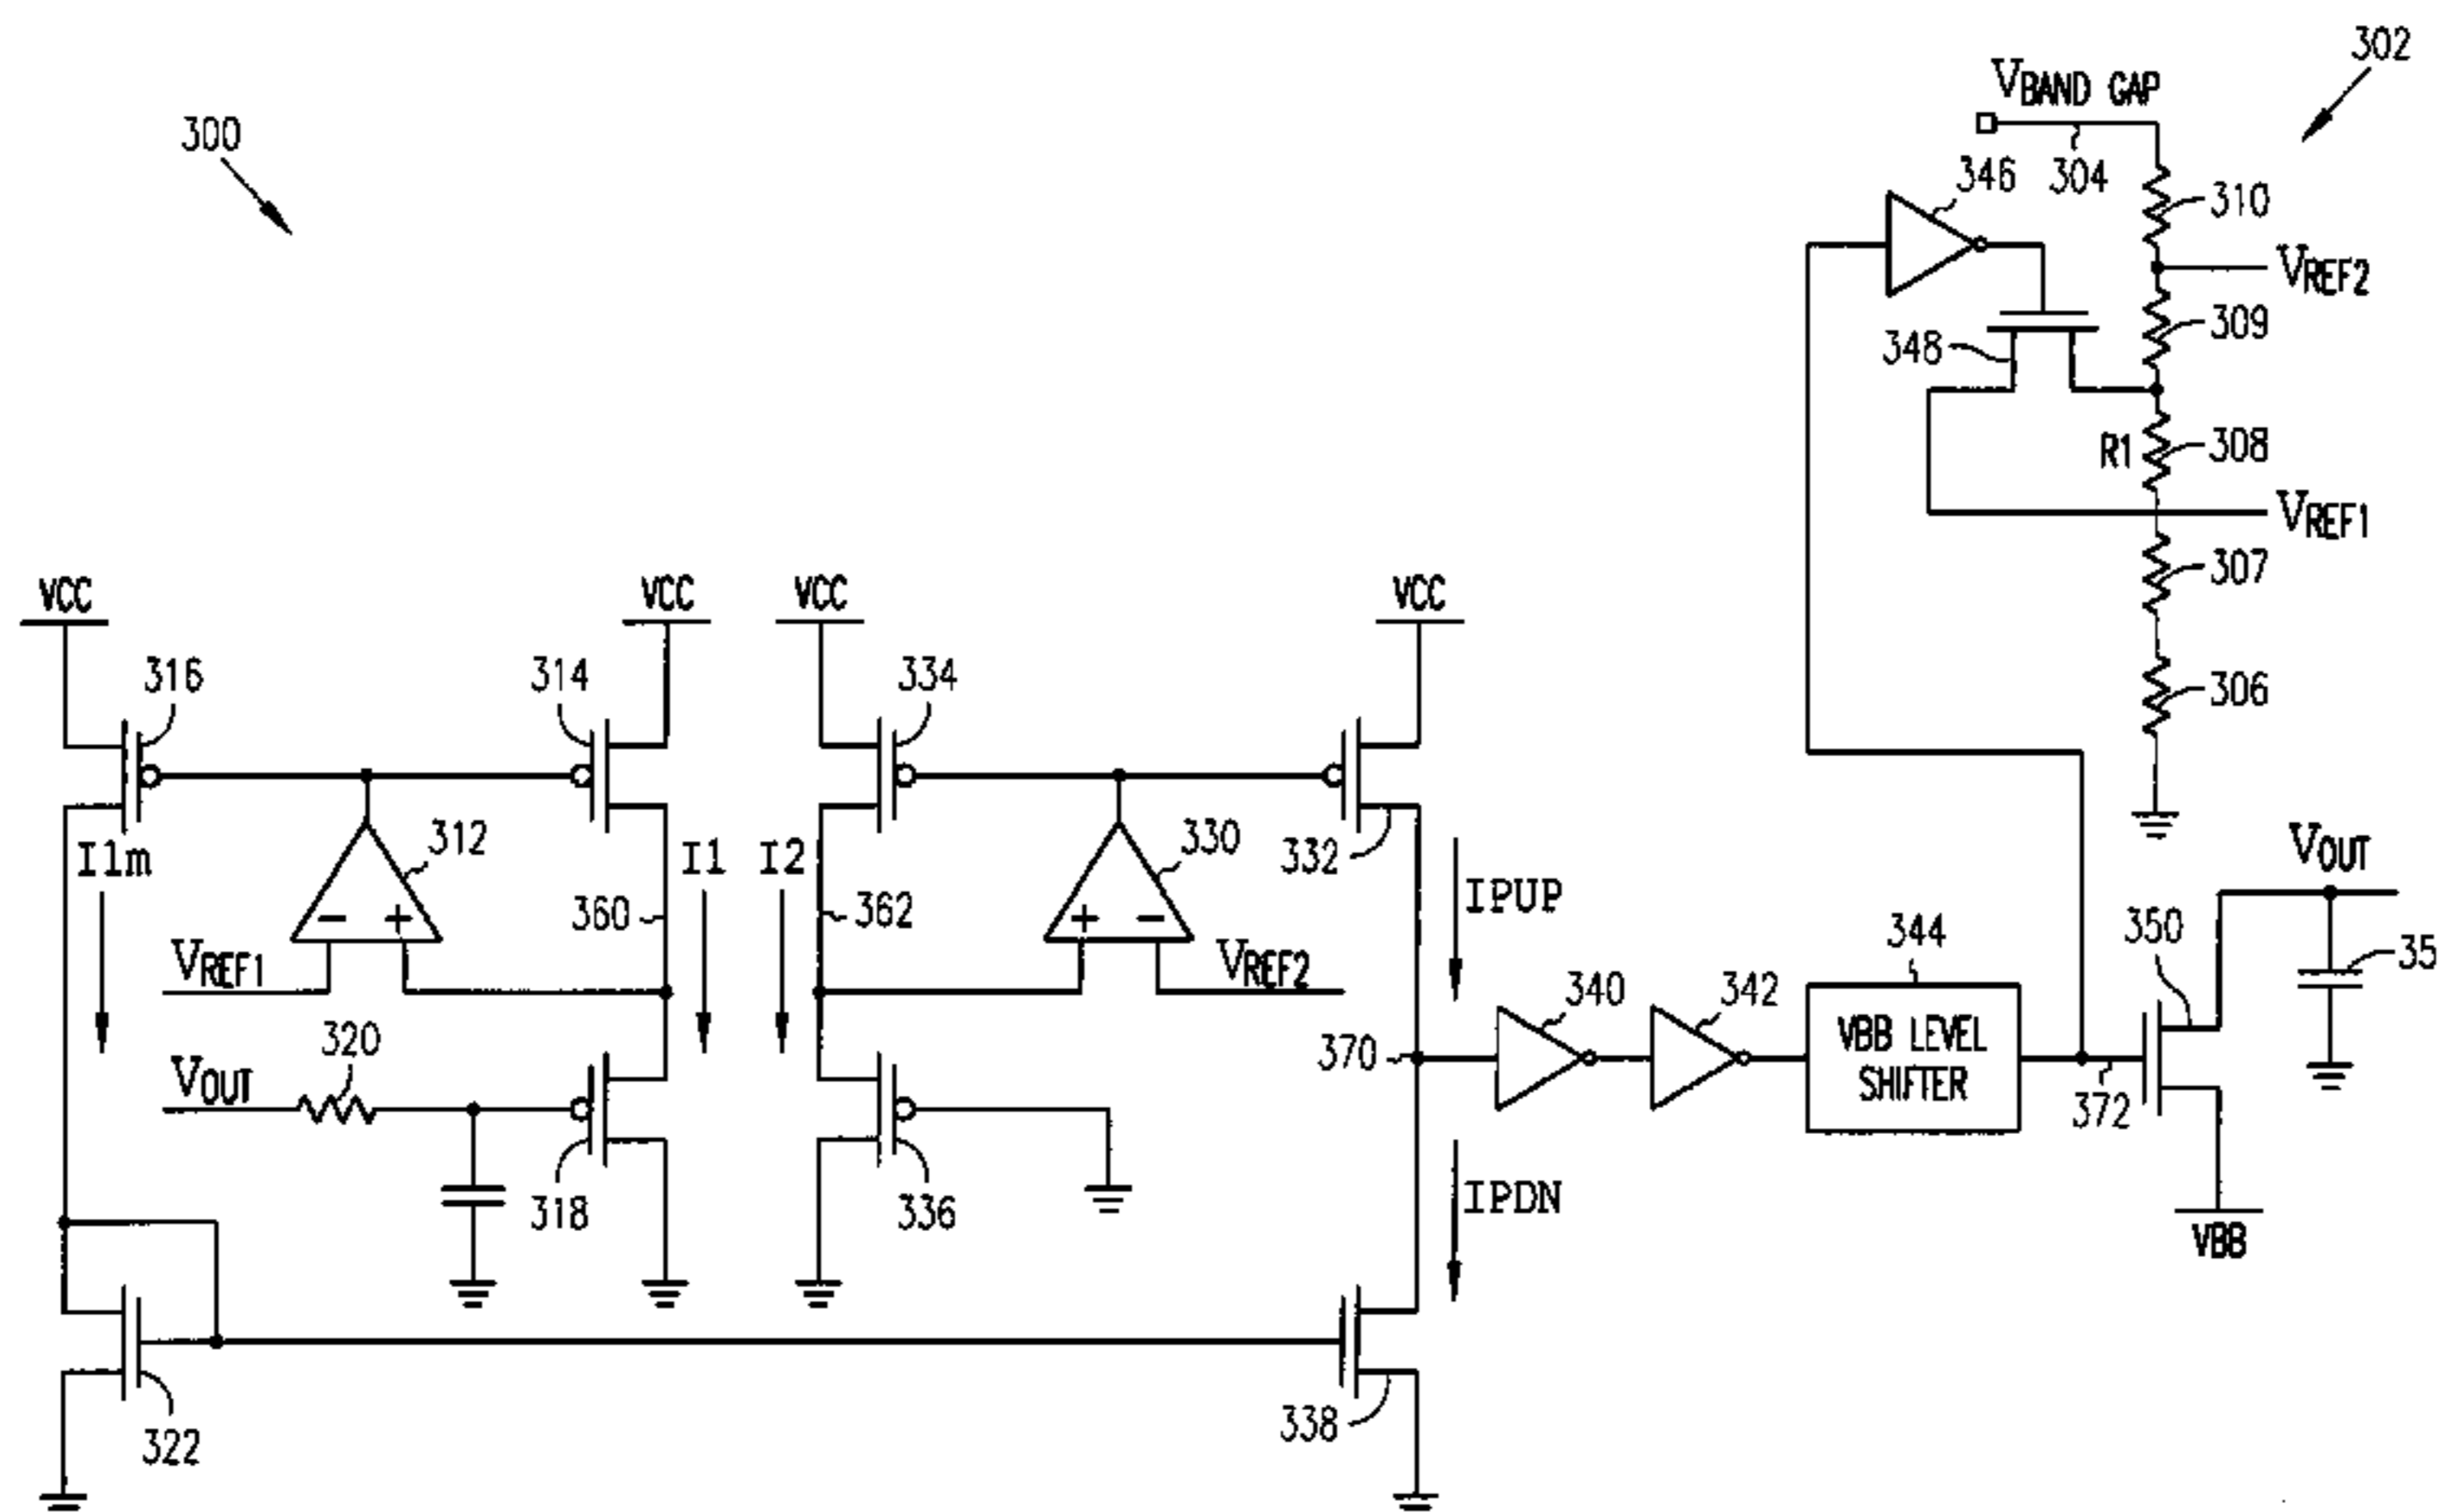 302
VBAND GAP
300
346
304
310
VREF2
309
348
R1
308
VREF1
307
VCC
VCC
VCC
VCC
316
314
334
306
I1m
312
I1
I2
330
332
VOUT
360
362
IPUP
350
35
344
VREF1
VREF2
340
342
320
VBB LEVEL
SHIFTER
370
VOUT
372
318
336
IPDN
VBB
338
322